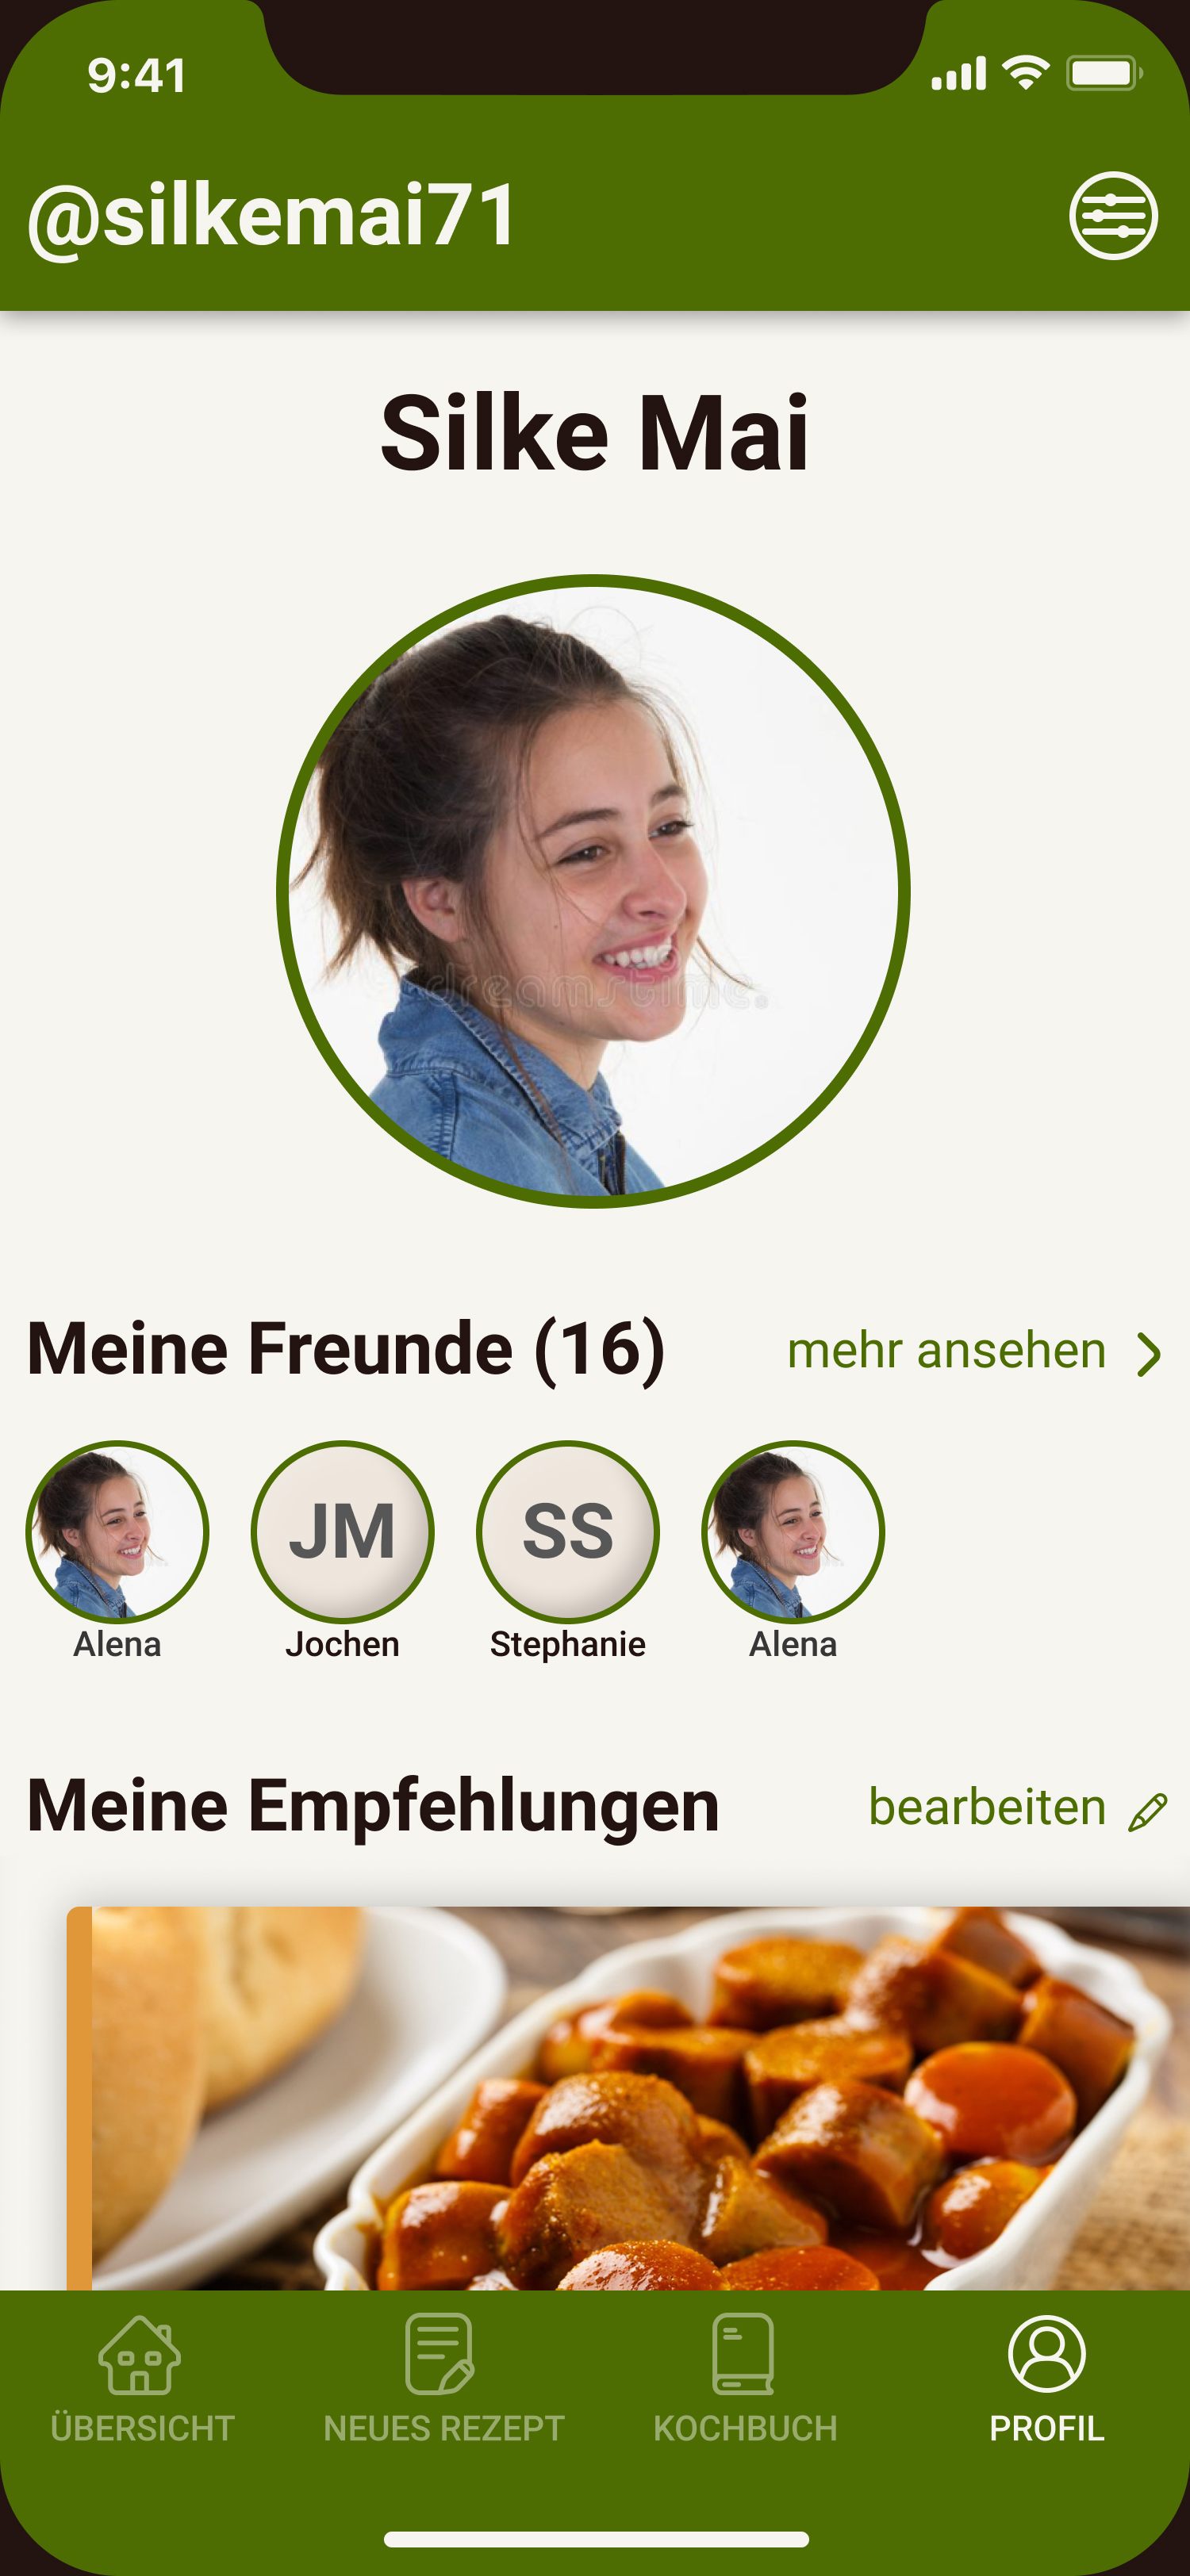 9:41
@silkemai71
Silke Mai
dreamstime.
Meine Freunde (16)
mehr ansehen
JM
SS
Alena
Jochen
Stephanie
Alena
Meine Empfehlungen
bearbeiten
ÜBERSICHT
NEUES REZEPT
KOCHBUCH
PROFIL